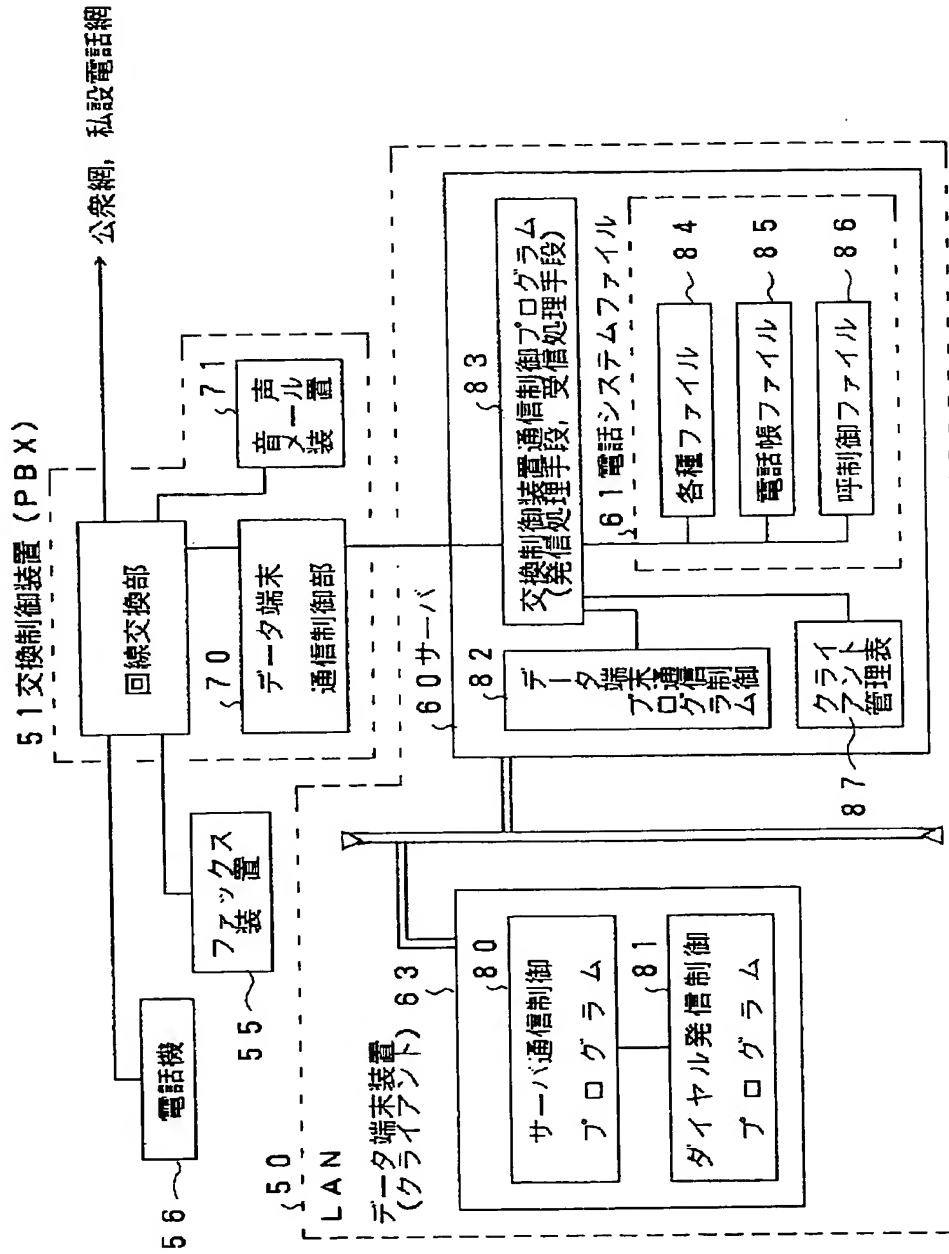 51交換制御装置(PBX)
公衆網, 私設電話網
回線交換部
71
音声
メール
装置
70
データ端末
通信制御部
56
電話機
55
ファックス
装置
50
LAN
データ端末装置
(クライアント)
63
80
サーバ通信制御
プログラム
81
ダイヤル発信制御
プログラム
60サーバ
82
データ端末通信制御
プログラム
83
交換制御装置通信制御プログラム
(発信処理手段, 受信処理手段)
61電話システムファイル
各種ファイル
84
電話帳ファイル
85
呼制御ファイル
86
クライ
アント
管理表
87